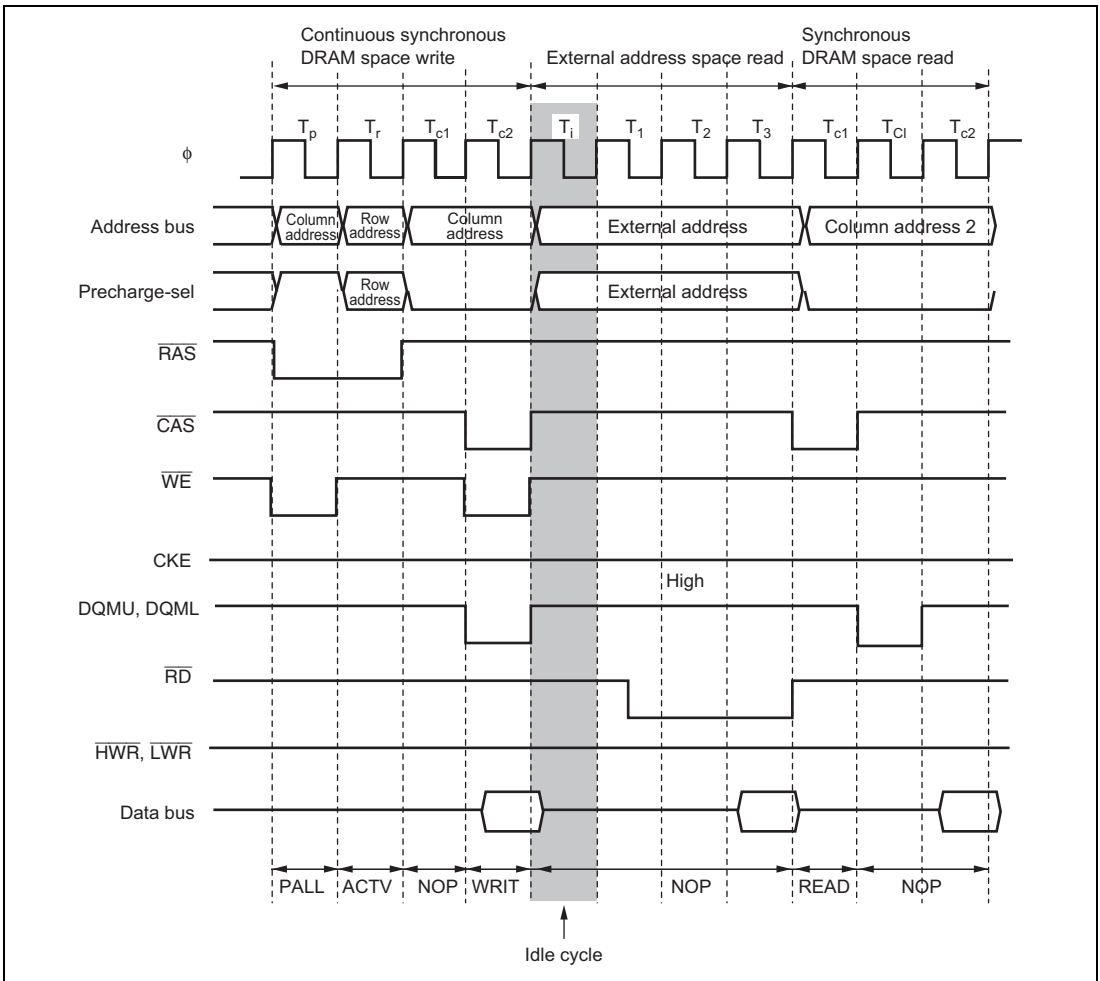 Continuous synchronous
DRAM space write
External address space read
Synchronous
DRAM space read
Tp Tr Tc1 Tc2 Ti T1 T2 T3 Tc1 TCl Tc2
ϕ
Address bus
Column
address
Row
address
Column
address
External address
Column address 2
Precharge-sel
Row
address
External address
RAS
CAS
WE
CKE
High
DQMU, DQML
RD
HWR, LWR
Data bus
PALL ACTV NOP WRIT NOP READ NOP
Idle cycle